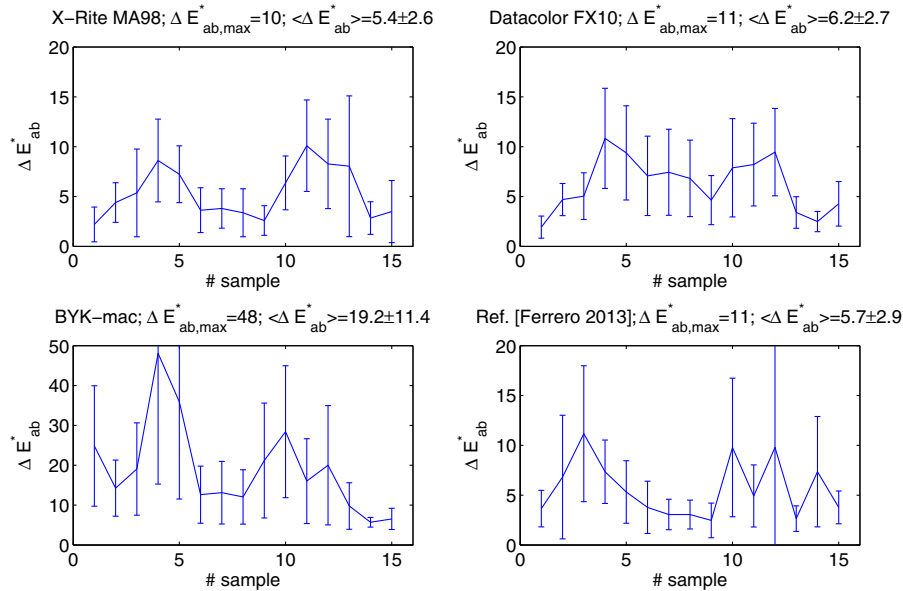 X−Rite MA98; Δ E*ab,max=10; <Δ E*ab>=5.4±2.6
20
15
10
5
0
Δ E*ab
0 5 10 15
# sample
Datacolor FX10; Δ E*ab,max=11; <Δ E*ab>=6.2±2.7
20
15
10
5
0
Δ E*ab
0 5 10 15
# sample
BYK−mac; Δ E*ab,max=48; <Δ E*ab>=19.2±11.4
50
40
30
20
10
0
Δ E*ab
0 5 10 15
# sample
Ref. [Ferrero 2013]; Δ E*ab,max=11; <Δ E*ab>=5.7±2.9
20
15
10
5
0
Δ E*ab
0 5 10 15
# sample